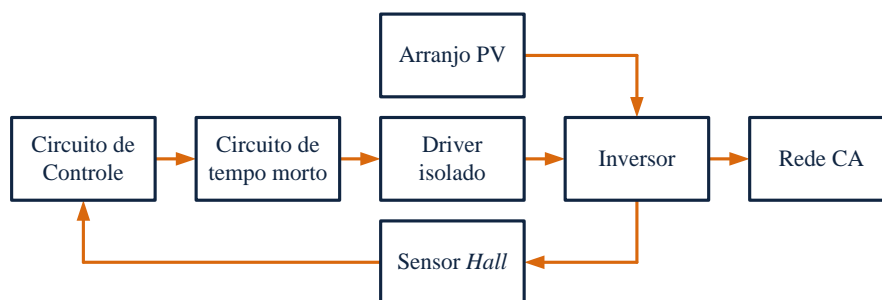 Arranjo PV
Circuito de
Controle
Circuito de
tempo morto
Driver
isolado
Inversor
Rede CA
Sensor Hall